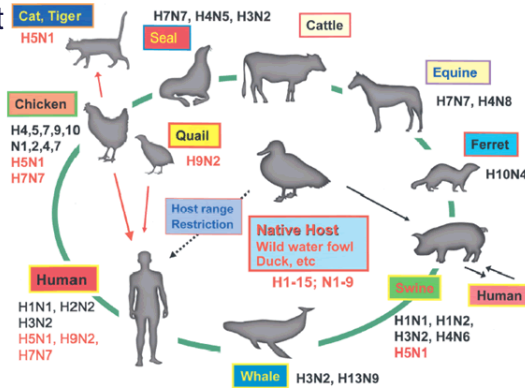 Cat, Tiger
H5N1
H7N7, H4N5, H3N2
Seal
Cattle
Equine
H7N7, H4N8
Chicken
H4,5,7,9,10
N1,2,4,7
H5N1
H7N7
Quail
H9N2
Ferret
H10N4
Host range
Restriction
Native Host
Wild water fowl
Duck, etc
H1-15; N1-9
Human
H1N1, H2N2
H3N2
H5N1, H9N2,
H7N7
Swine
Human
H1N1, H1N2,
H3N2, H4N6
H5N1
Whale
H3N2, H13N9